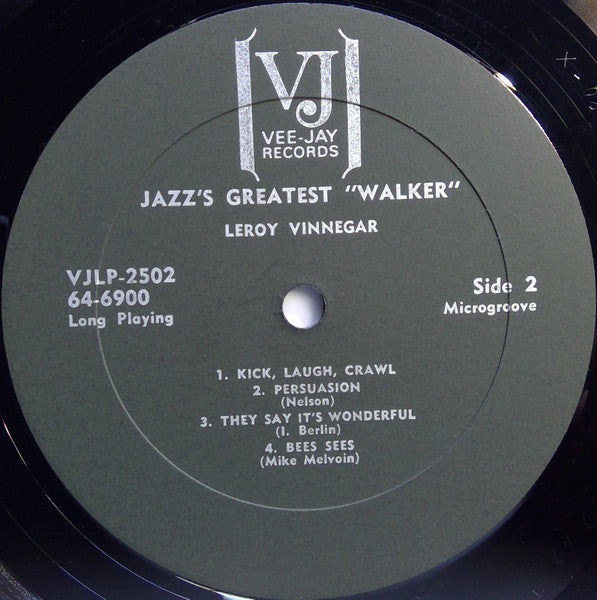 VJ
VEE-JAY
RECORDS
JAZZ'S GREATEST "WALKER"
LEROY VINNEGAR
VJLP-2502
64-6900
Long Playing
Side 2
Microgroove
1. KICK, LAUGH, CRAWL
2. PERSUASION
(Nelson)
3. THEY SAY IT'S WONDERFUL
(I. Berlin)
4. BEES SEES
(Mike Melvoin)